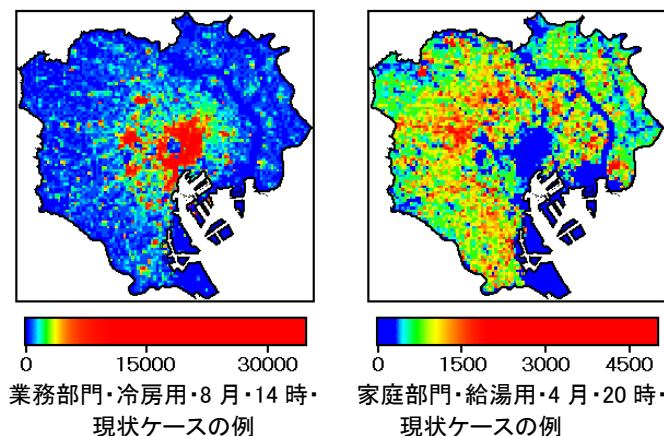 0 15000 30000
0 1500 3000 4500
業務部門・冷房用・8 月・14 時・
現状ケースの例
家庭部門・給湯用・4 月・20 時・
現状ケースの例